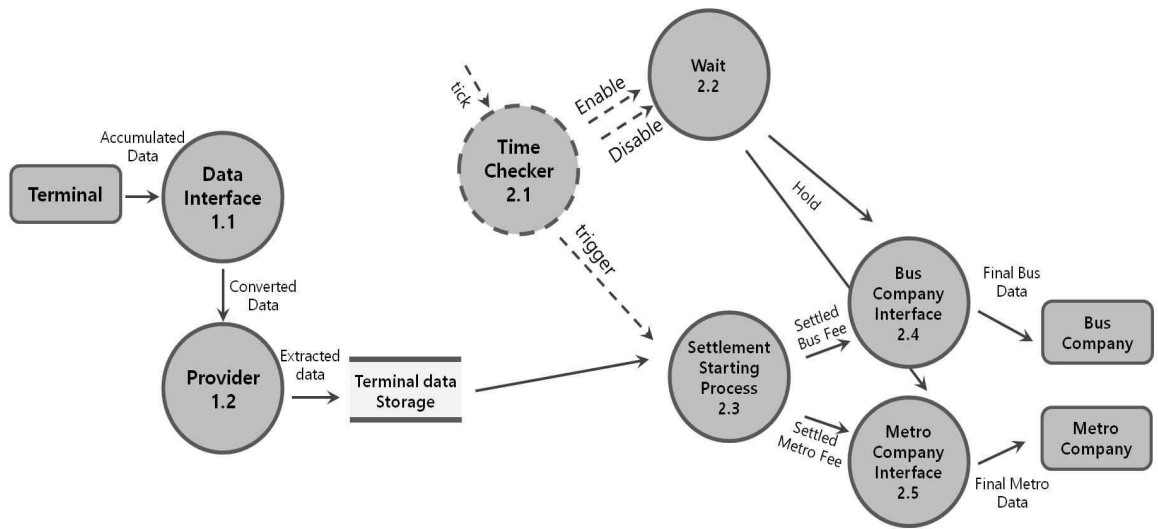 Terminal
Accumulated
Data
Data
Interface
1.1
Converted
Data
Provider
1.2
Extracted
data
Terminal data
Storage
tick
Time
Checker
2.1
Enable
Disable
Wait
2.2
Hold
trigger
Settlement
Starting
Process
2.3
Settled
Bus Fee
Settled
Metro Fee
Bus
Company
Interface
2.4
Final Bus
Data
Bus
Company
Metro
Company
Interface
2.5
Final Metro
Data
Metro
Company